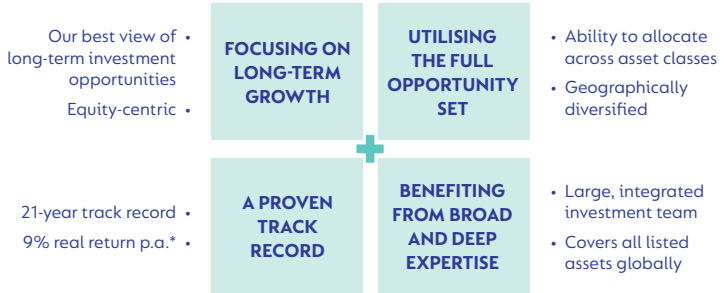 Our best view of •
long-term investment
opportunities
Equity-centric •
FOCUSING ON
LONG-TERM
GROWTH
UTILISING
THE FULL
OPPORTUNITY
SET
• Ability to allocate
across asset classes
• Geographically
diversified
21-year track record •
9% real return p.a.* •
A PROVEN
TRACK
RECORD
BENEFITING
FROM BROAD
AND DEEP
EXPERTISE
• Large, integrated
investment team
• Covers all listed
assets globally